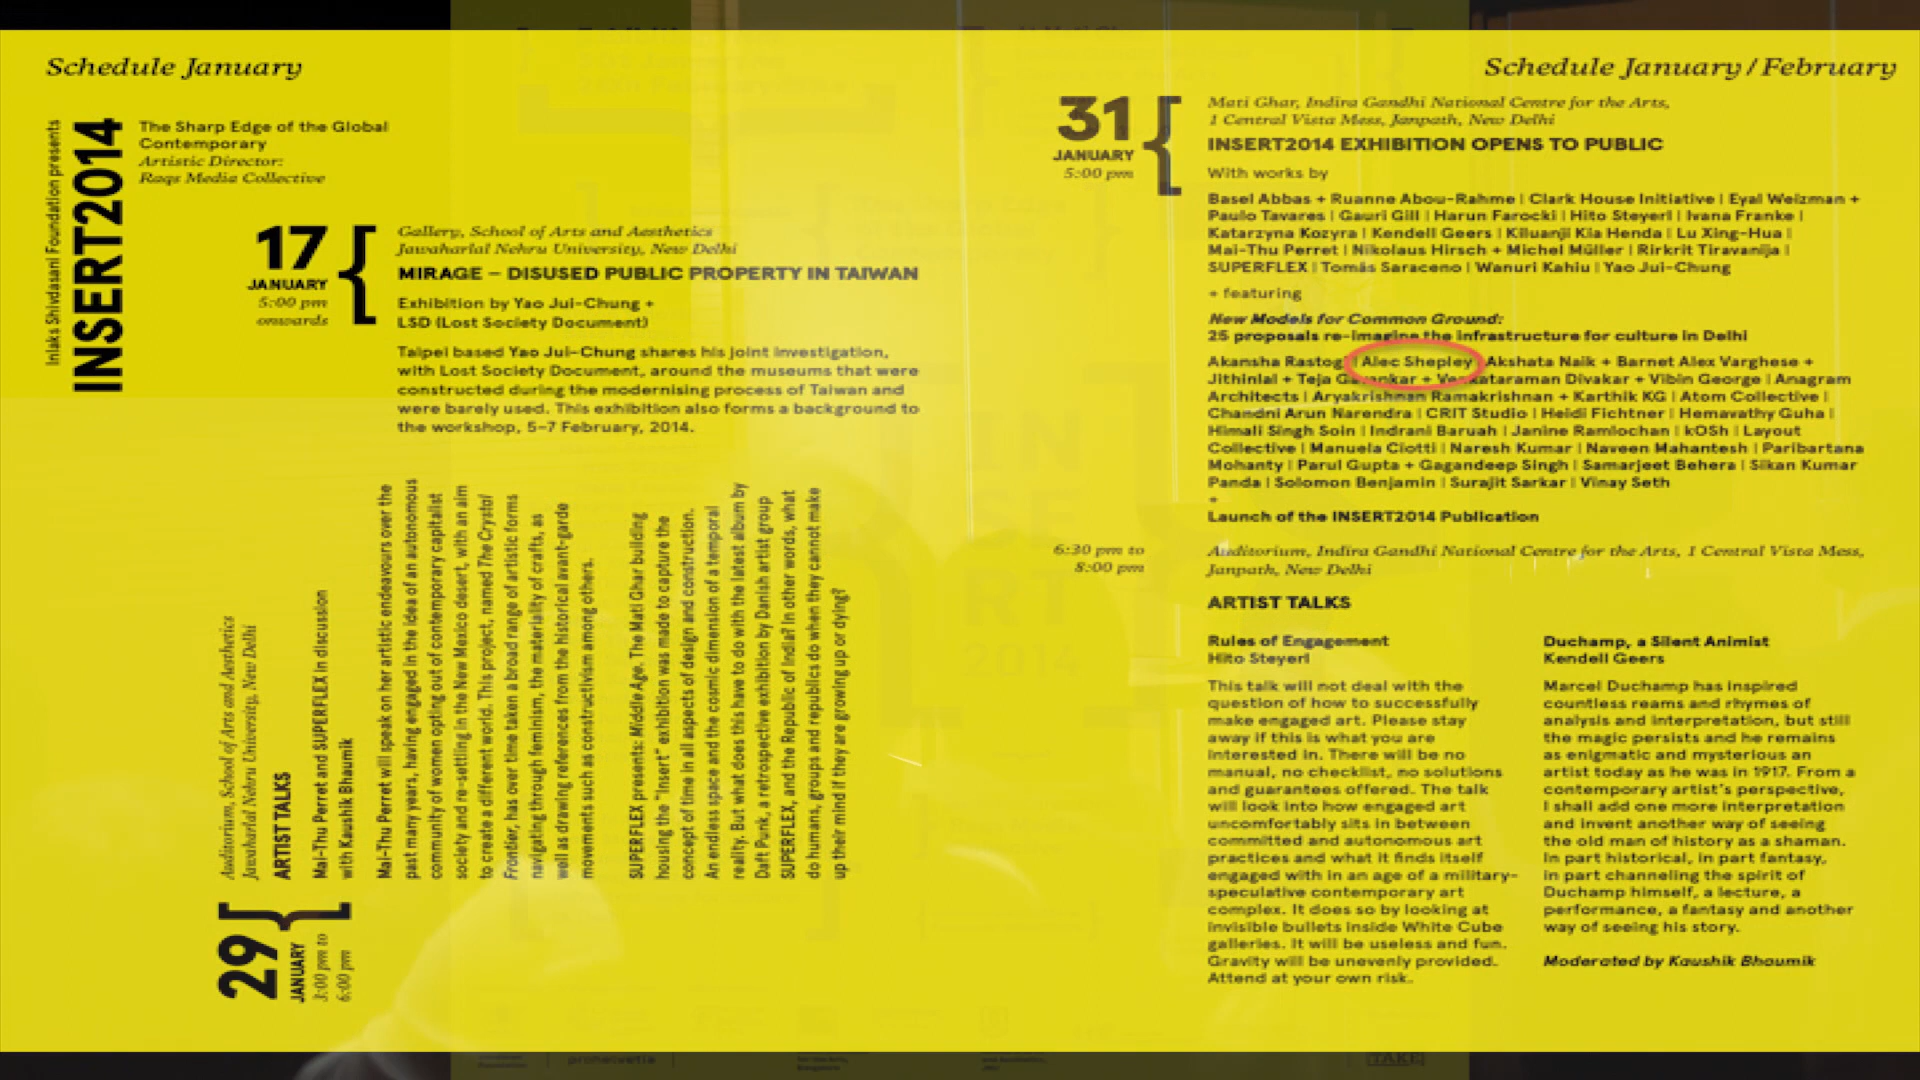 Schedule January
Inlaks Shivdasani Foundation presents
INSERT2014
The Sharp Edge of the Global
Contemporary
Artistic Director:
Raqs Media Collective
17
JANUARY
5:00 pm
onwards
Gallery, School of Arts and Aesthetics
Jawaharlal Nehru University, New Delhi
MIRAGE – DISUSED PUBLIC PROPERTY IN TAIWAN
Exhibition by Yao Jui-Chung +
LSD (Lost Society Document)
Taipei based Yao Jui-Chung shares his joint investigation,
with Lost Society Document, around the museums that were
constructed during the modernising process of Taiwan and
were barely used. This exhibition also forms a background to
the workshop, 5–7 February, 2014.
29
JANUARY
3:00 pm to
6:00 pm
Auditorium, School of Arts and Aesthetics
Jawaharlal Nehru University, New Delhi
ARTIST TALKS
Mai-Thu Perret and SUPERFLEX in discussion
with Kaushik Bhaumik
Mai-Thu Perret will speak on her artistic endeavours over the
past many years, having engaged in the idea of an autonomous
community of women opting out of contemporary capitalist
society and re-settling in the New Mexico desert, with an aim
to create a different world. This project, named The Crystal
Frontier, has over time taken a broad range of artistic forms
navigating through feminism, the materiality of crafts, as
well as drawing references from the historical avant-garde
movements such as constructivism among others.
SUPERFLEX presents: Middle Age. The Mati Ghar building
housing the "Insert" exhibition was made to capture the
concept of time in all aspects of design and construction.
An endless space and the cosmic dimension of a temporal
reality. But what does this have to do with the latest album by
Daft Punk, a retrospective exhibition by Danish artist group
SUPERFLEX, and the Republic of India? In other words, what
do humans, groups and republics do when they cannot make
up their mind if they are growing up or dying?
Schedule January / February
31
JANUARY
5:00 pm
Mati Ghar, Indira Gandhi National Centre for the Arts,
1 Central Vista Mess, Janpath, New Delhi
INSERT2014 EXHIBITION OPENS TO PUBLIC
With works by
Basel Abbas + Ruanne Abou-Rahme | Clark House Initiative | Eyal Weizman +
Paulo Tavares | Gauri Gill | Harun Farocki | Hito Steyerl | Ivana Franke |
Katarzyna Kozyra | Kendell Geers | Kiluanji Kia Henda | Lu Xing-Hua |
Mai-Thu Perret | Nikolaus Hirsch + Michel Müller | Rirkrit Tiravanija |
SUPERFLEX | Tomás Saraceno | Wanuri Kahiu | Yao Jui-Chung
+ featuring
New Models for Common Ground:
25 proposals re-imagine the infrastructure for culture in Delhi
Akansha Rastogi | Alec Shepley | Akshata Naik + Barnet Alex Varghese +
Jithinlal + Teja Gavankar + Venkataraman Divakar + Vibin George | Anagram
Architects | Aryakrishnan Ramakrishnan + Karthik KG | Atom Collective |
Chandni Arun Narendra | CRIT Studio | Heidi Fichtner | Hemavathy Guha |
Himali Singh Soin | Indrani Baruah | Janine Ramlochan | kOSh | Layout
Collective | Manuela Ciotti | Naresh Kumar | Naveen Mahantesh | Paribartana
Mohanty | Parul Gupta + Gagandeep Singh | Samarjeet Behera | Sikan Kumar
Panda | Solomon Benjamin | Surajit Sarkar | Vinay Seth
+
Launch of the INSERT2014 Publication
6:30 pm to
8:00 pm
Auditorium, Indira Gandhi National Centre for the Arts, 1 Central Vista Mess,
Janpath, New Delhi
ARTIST TALKS
Rules of Engagement
Hito Steyerl
This talk will not deal with the
question of how to successfully
make engaged art. Please stay
away if this is what you are
interested in. There will be no
manual, no checklist, no solutions
and guarantees offered. The talk
will look into how engaged art
uncomfortably sits in between
committed and autonomous art
practices and what it finds itself
engaged with in an age of a military-
speculative contemporary art
complex. It does so by looking at
invisible bullets inside White Cube
galleries. It will be useless and fun.
Gravity will be unevenly provided.
Attend at your own risk.
Duchamp, a Silent Animist
Kendell Geers
Marcel Duchamp has inspired
countless reams and rhymes of
analysis and interpretation, but still
the magic persists and he remains
as enigmatic and mysterious an
artist today as he was in 1917. From a
contemporary artist's perspective,
I shall add one more interpretation
and invent another way of seeing
the old man of history as a shaman.
In part historical, in part fantasy,
in part channeling the spirit of
Duchamp himself, a lecture, a
performance, a fantasy and another
way of seeing his story.
Moderated by Kaushik Bhaumik
IN
SE
RT
2014
prohelvetia
[TAKE]